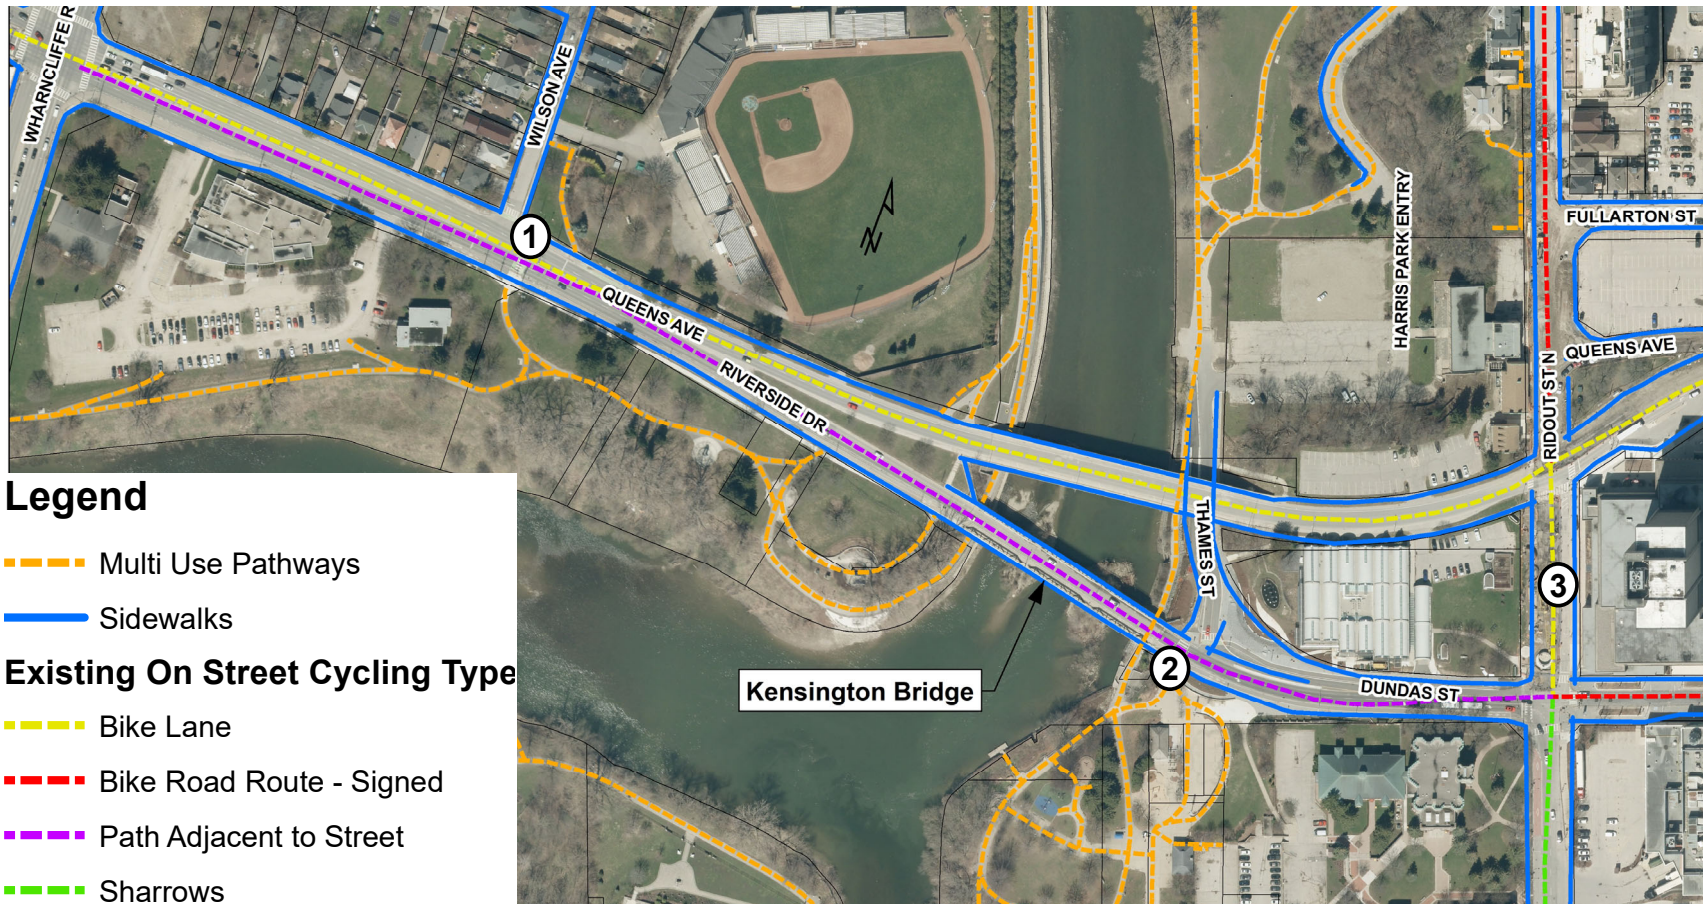 WHARNCLIFFE R
WILSON AVE
1
N
HARRIS PARK ENTRY
FULLARTON ST
QUEENS AVE
RIDOUT ST N
QUEENS AVE
RIVERSIDE DR
THAMES ST
3
2
Kensington Bridge
DUNDAS ST
Legend
Multi Use Pathways
Sidewalks
Existing On Street Cycling Type
Bike Lane
Bike Road Route - Signed
Path Adjacent to Street
Sharrows